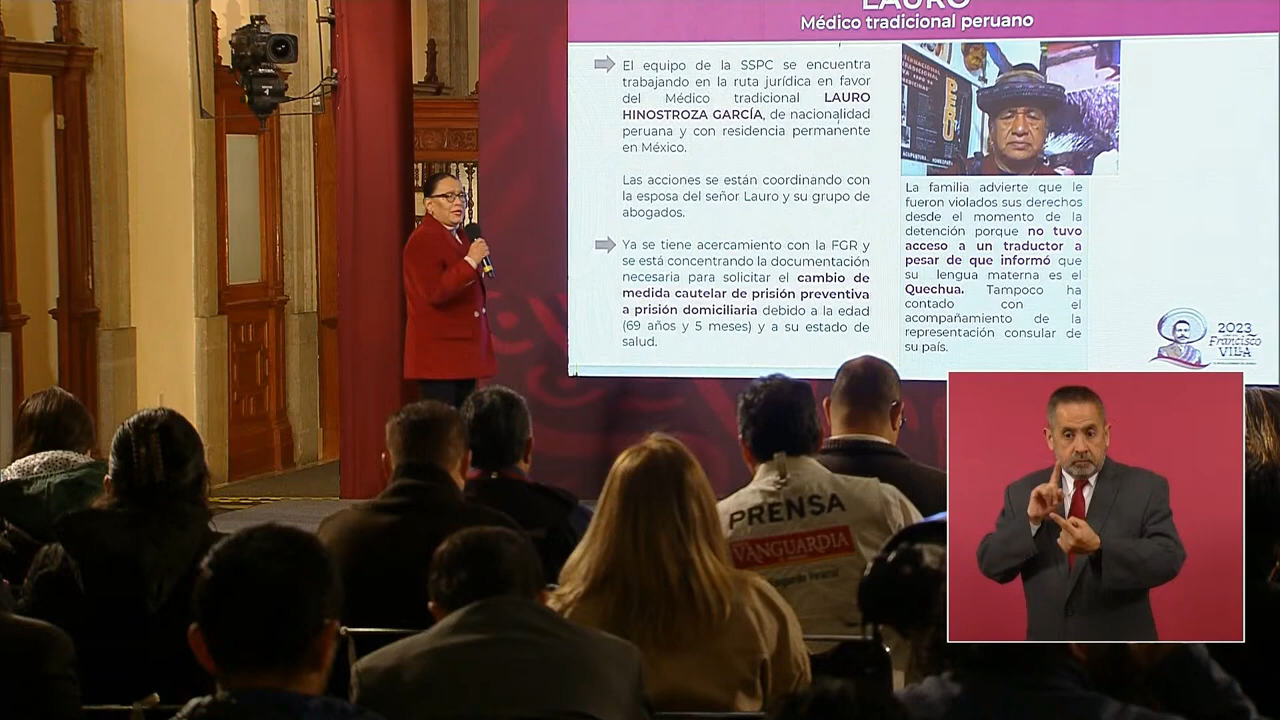 LAURO
Médico tradicional peruano
El equipo de la SSPC se encuentra
trabajando en la ruta jurídica en favor
del Médico tradicional LAURO
HINOSTROZA GARCÍA, de nacionalidad
peruana y con residencia permanente
en México.
Las acciones se están coordinando con
la esposa del señor Lauro y su grupo de
abogados.
Ya se tiene acercamiento con la FGR y
se está concentrando la documentación
necesaria para solicitar el cambio de
medida cautelar de prisión preventiva
a prisión domiciliaria debido a la edad
(69 años y 5 meses) y a su estado de
salud.
PERU
La familia advierte que le
fueron violados sus derechos
desde el momento de la
detención porque no tuvo
acceso a un traductor a
pesar de que informó que
su lengua materna es el
Quechua. Tampoco ha
contado con el
acompañamiento de la
representación consular de
su país.
2023
Francisco
VILLA
PRENSA
VANGUARDIA